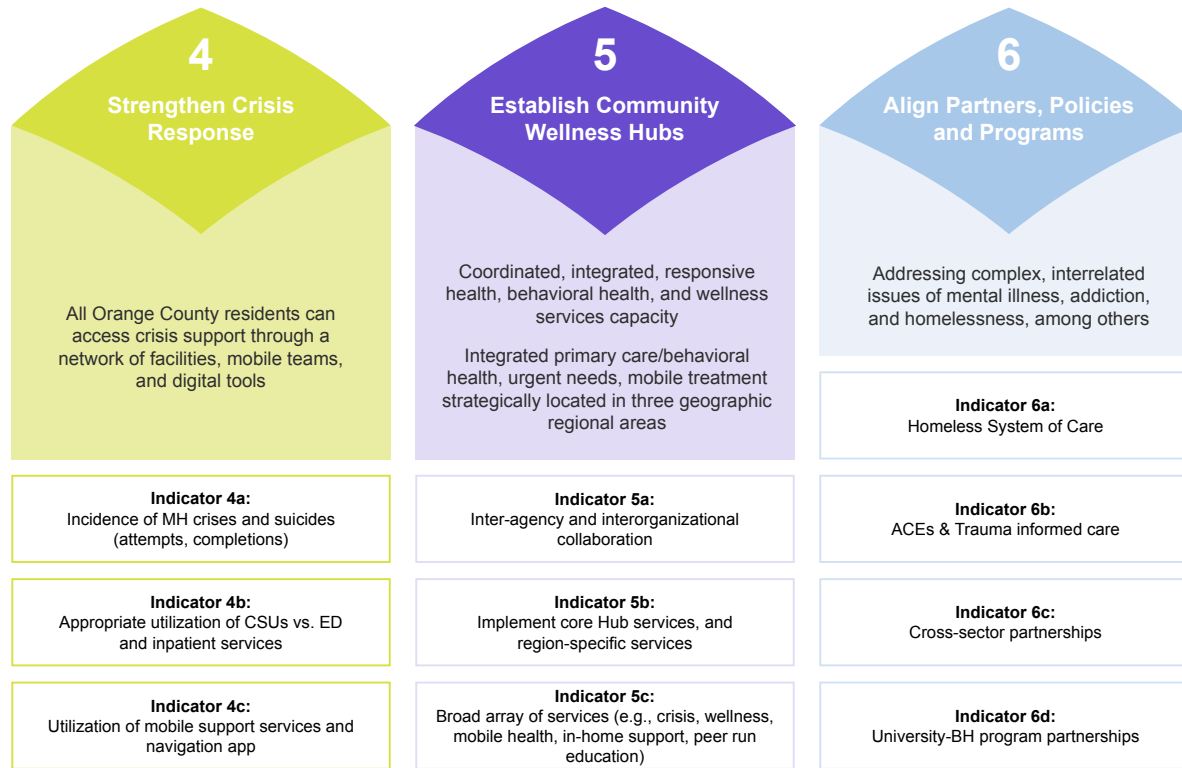 4
Strengthen Crisis
Response
All Orange County residents can
access crisis support through a
network of facilities, mobile teams,
and digital tools
Indicator 4a:
Incidence of MH crises and suicides
(attempts, completions)
Indicator 4b:
Appropriate utilization of CSUs vs. ED
and inpatient services
Indicator 4c:
Utilization of mobile support services and
navigation app
5
Establish Community
Wellness Hubs
Coordinated, integrated, responsive
health, behavioral health, and wellness
services capacity
Integrated primary care/behavioral
health, urgent needs, mobile treatment
strategically located in three geographic
regional areas
Indicator 5a:
Inter-agency and interorganizational
collaboration
Indicator 5b:
Implement core Hub services, and
region-specific services
Indicator 5c:
Broad array of services (e.g., crisis, wellness,
mobile health, in-home support, peer run
education)
6
Align Partners, Policies
and Programs
Addressing complex, interrelated
issues of mental illness, addiction,
and homelessness, among others
Indicator 6a:
Homeless System of Care
Indicator 6b:
ACEs & Trauma informed care
Indicator 6c:
Cross-sector partnerships
Indicator 6d:
University-BH program partnerships